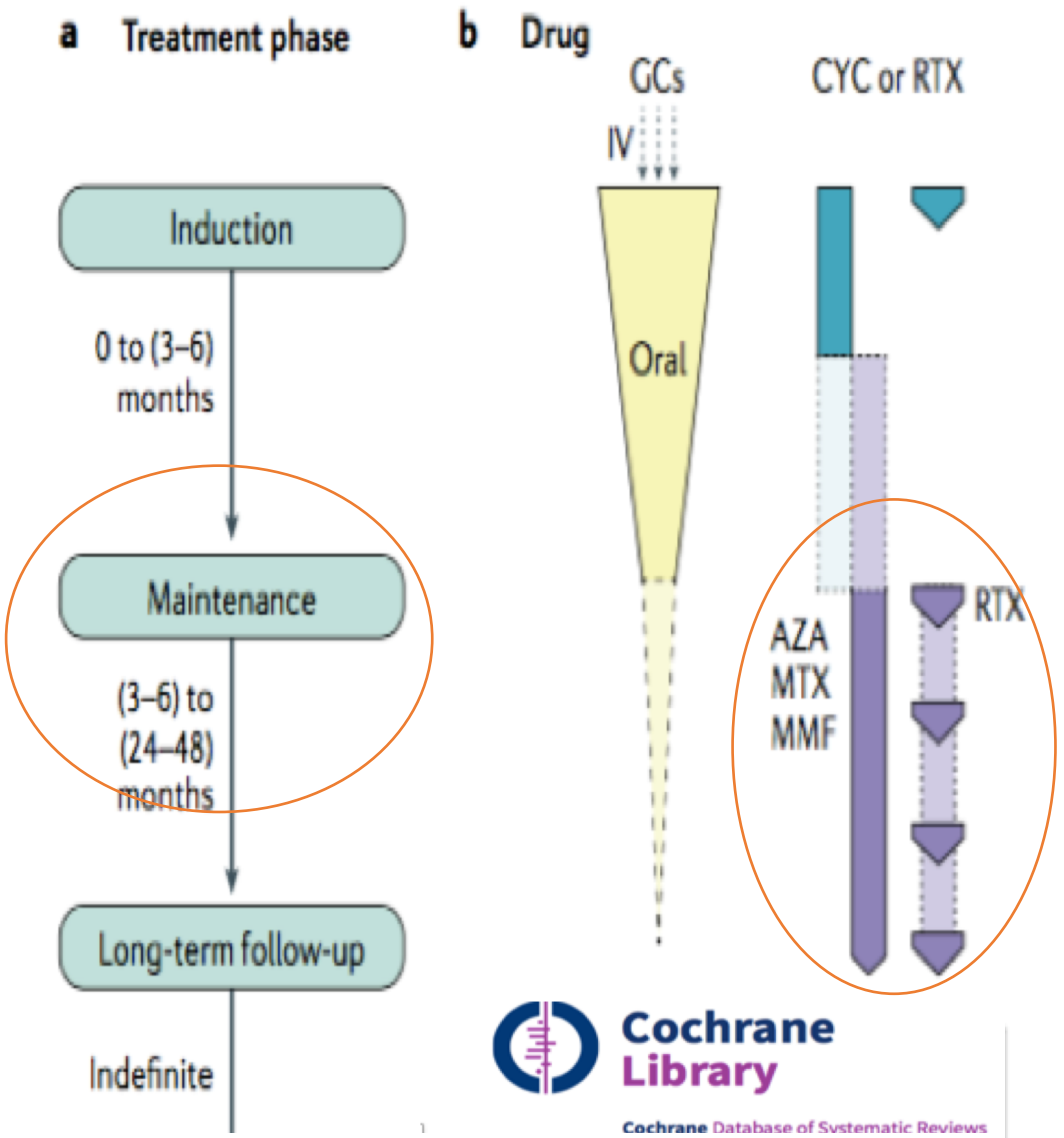 a Treatment phase
b Drug
GCs
CYC or RTX
IV
Induction
0 to (3–6)
months
Oral
Maintenance
(3–6) to
(24–48)
months
RTX
AZA
MTX
MMF
Long-term follow-up
Indefinite
Cochrane
Library
Cochrane Database of Systematic Reviews